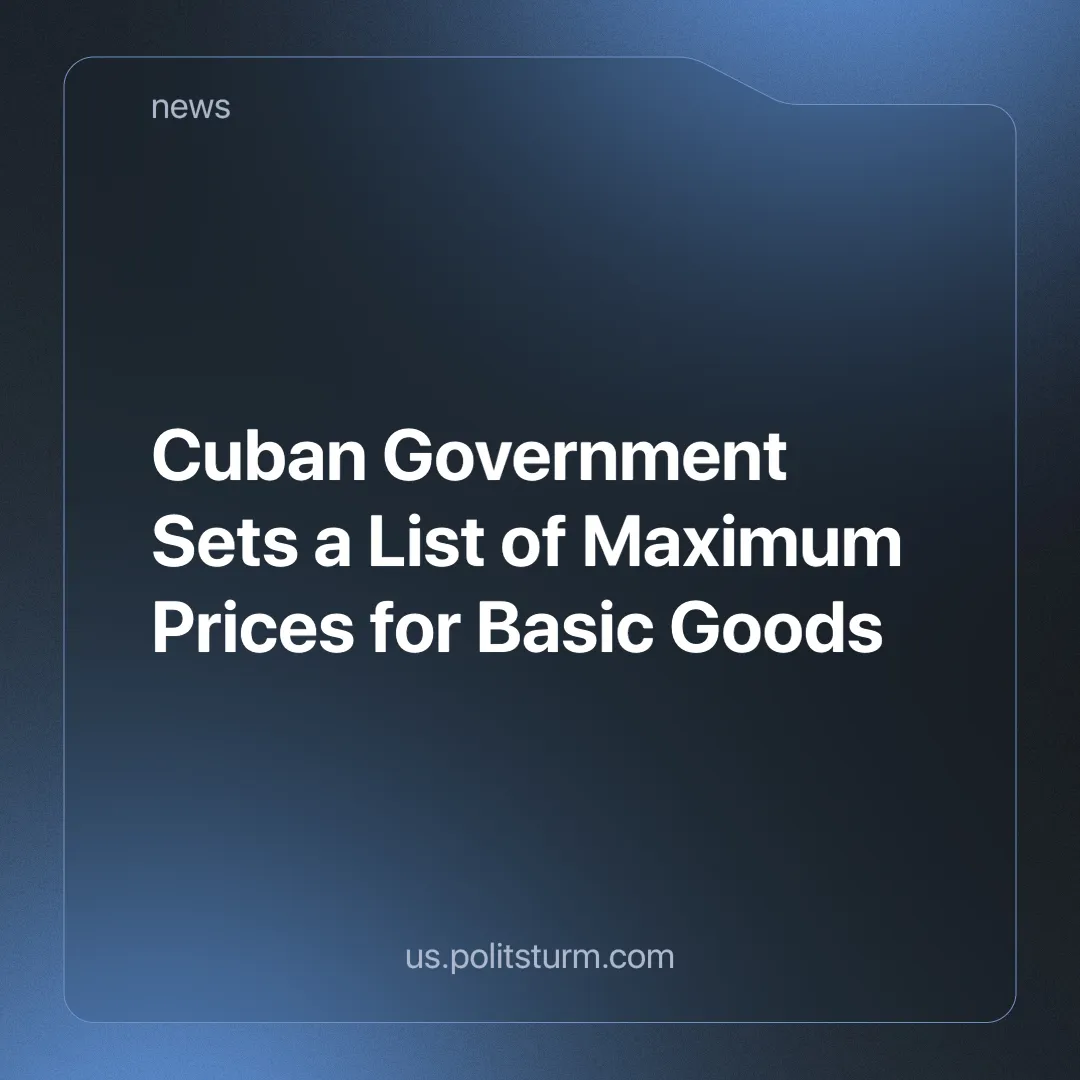 news
Cuban Government
Sets a List of Maximum
Prices for Basic Goods
us.politsturm.com